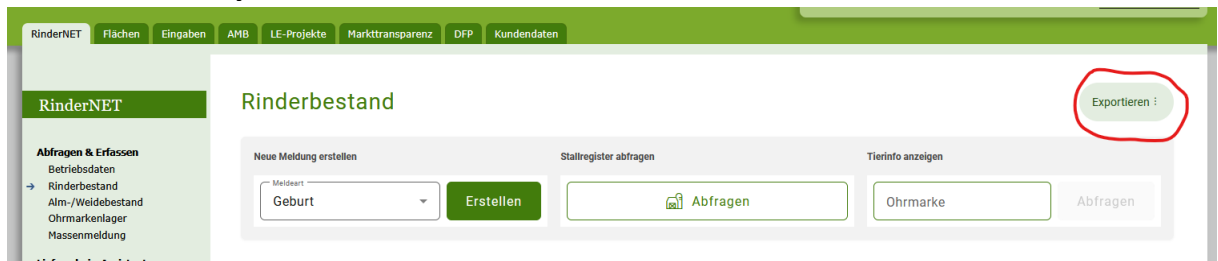 RinderNET Flächen Eingaben AMB LE-Projekte Markttransparenz DFP Kundendaten
RinderNET
Rinderbestand
Exportieren
Abfragen & Erfassen
Betriebsdaten
Rinderbestand
Alm-/Weidebestand
Ohrmarkenlager
Massenmeldung
Neue Meldung erstellen
Meldeart
Geburt
Erstellen
Stallregister abfragen
Abfragen
Tierinfo anzeigen
Ohrmarke
Abfragen